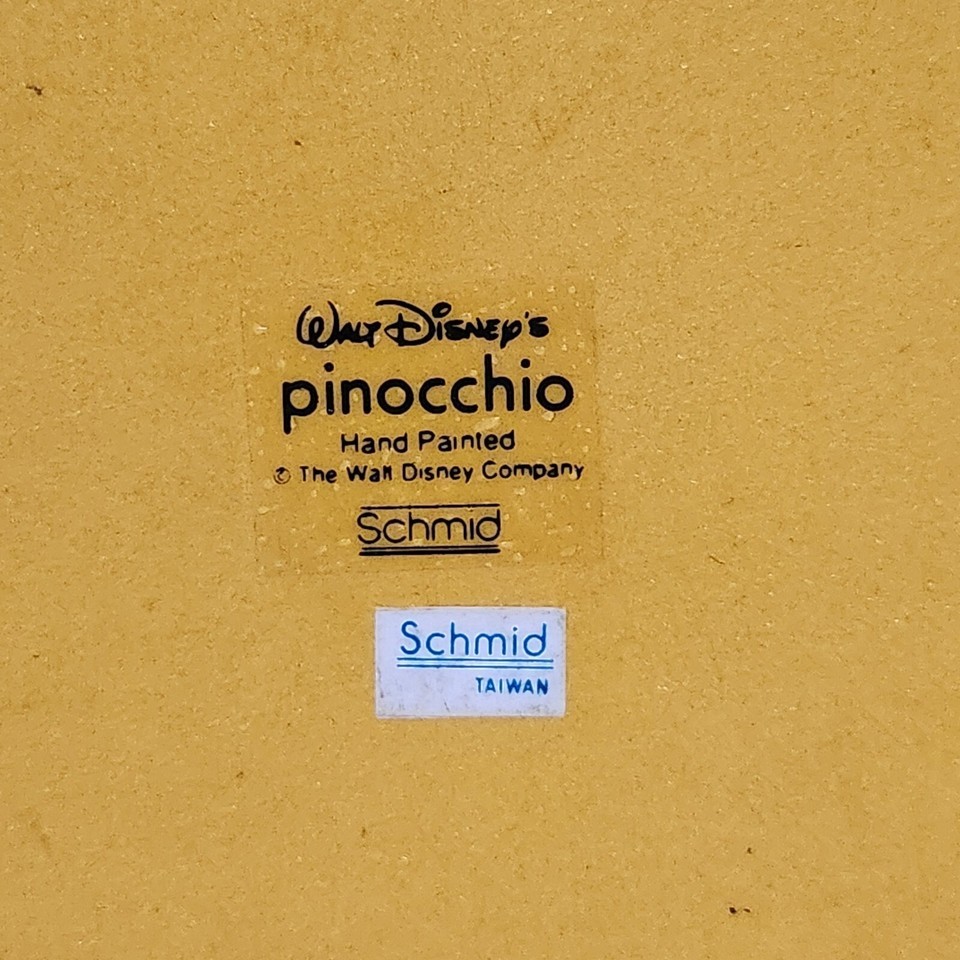 Walt Disney's
pinocchio
Hand Painted
© The Walt Disney Company
Schmid
Schmid
TAIWAN